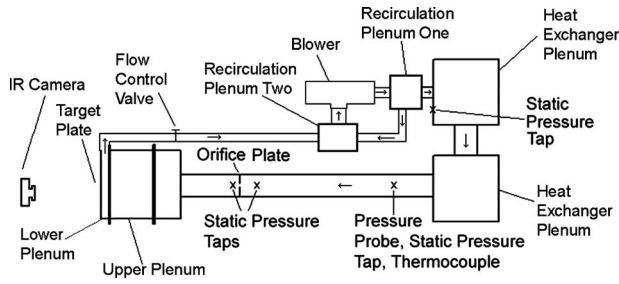 Recirculation
Plenum One
Heat
Exchanger
Plenum
Blower
Flow
Control
Valve
Recirculation
Plenum Two
IR Camera
Target
Plate
Static
Pressure
Tap
Orifice Plate
Static Pressure
Taps
Pressure
Probe, Static Pressure
Tap, Thermocouple
Heat
Exchanger
Plenum
Lower
Plenum
Upper Plenum